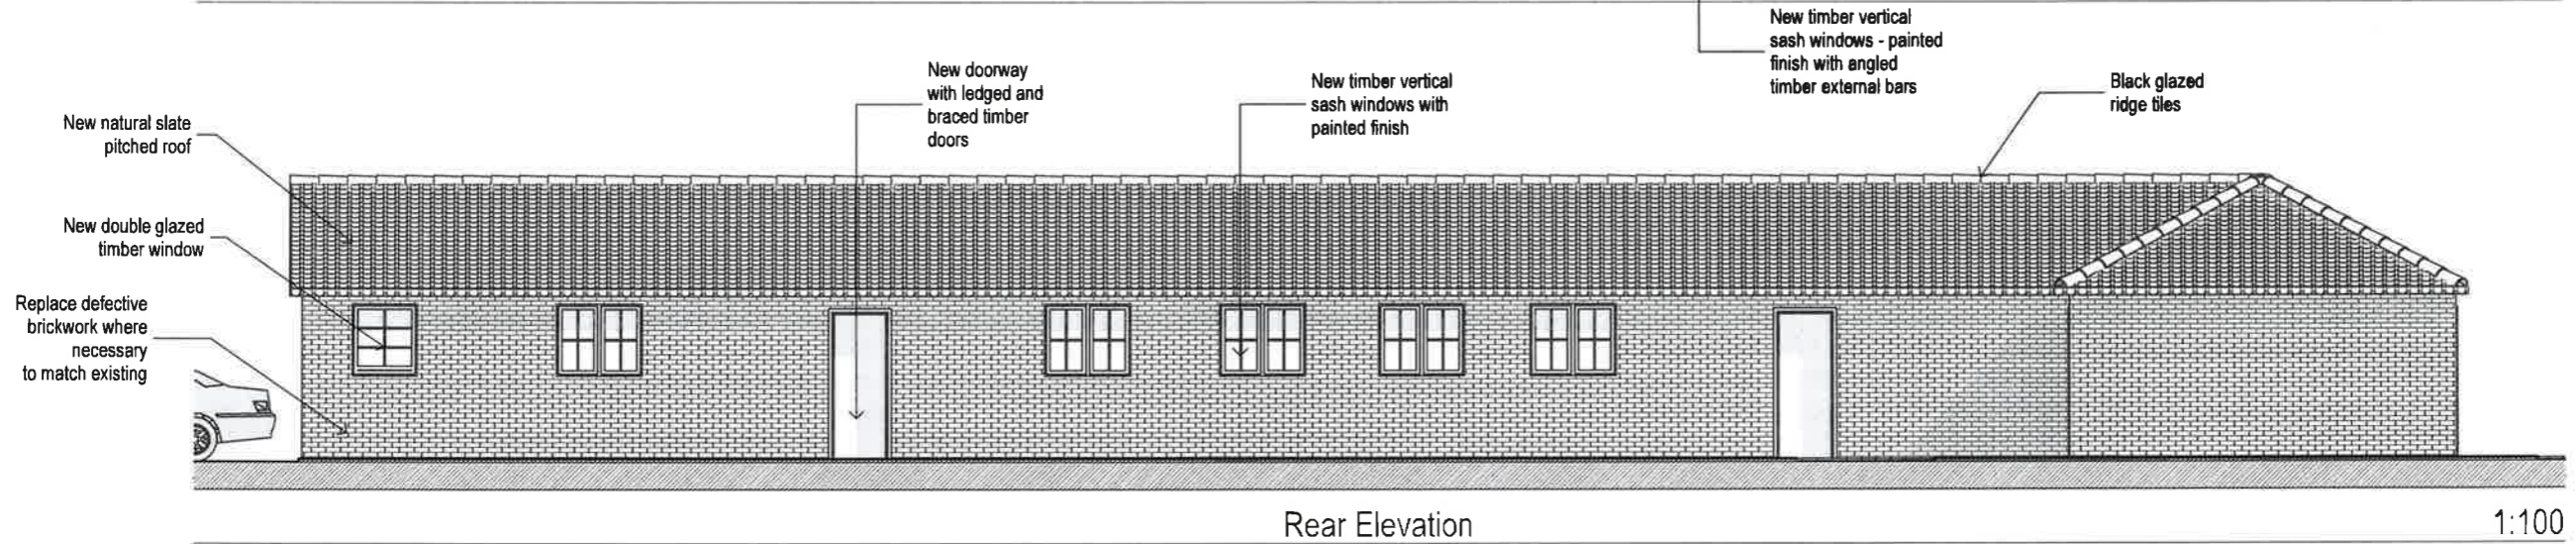 New timber vertical
sash windows - painted
finish with angled
timber external bars
New doorway
with ledged and
braced timber
doors
New timber vertical
sash windows with
painted finish
Black glazed
ridge tiles
New natural slate
pitched roof
New double glazed
timber window
Replace defective
brickwork where
necessary
to match existing
Rear Elevation
1:100